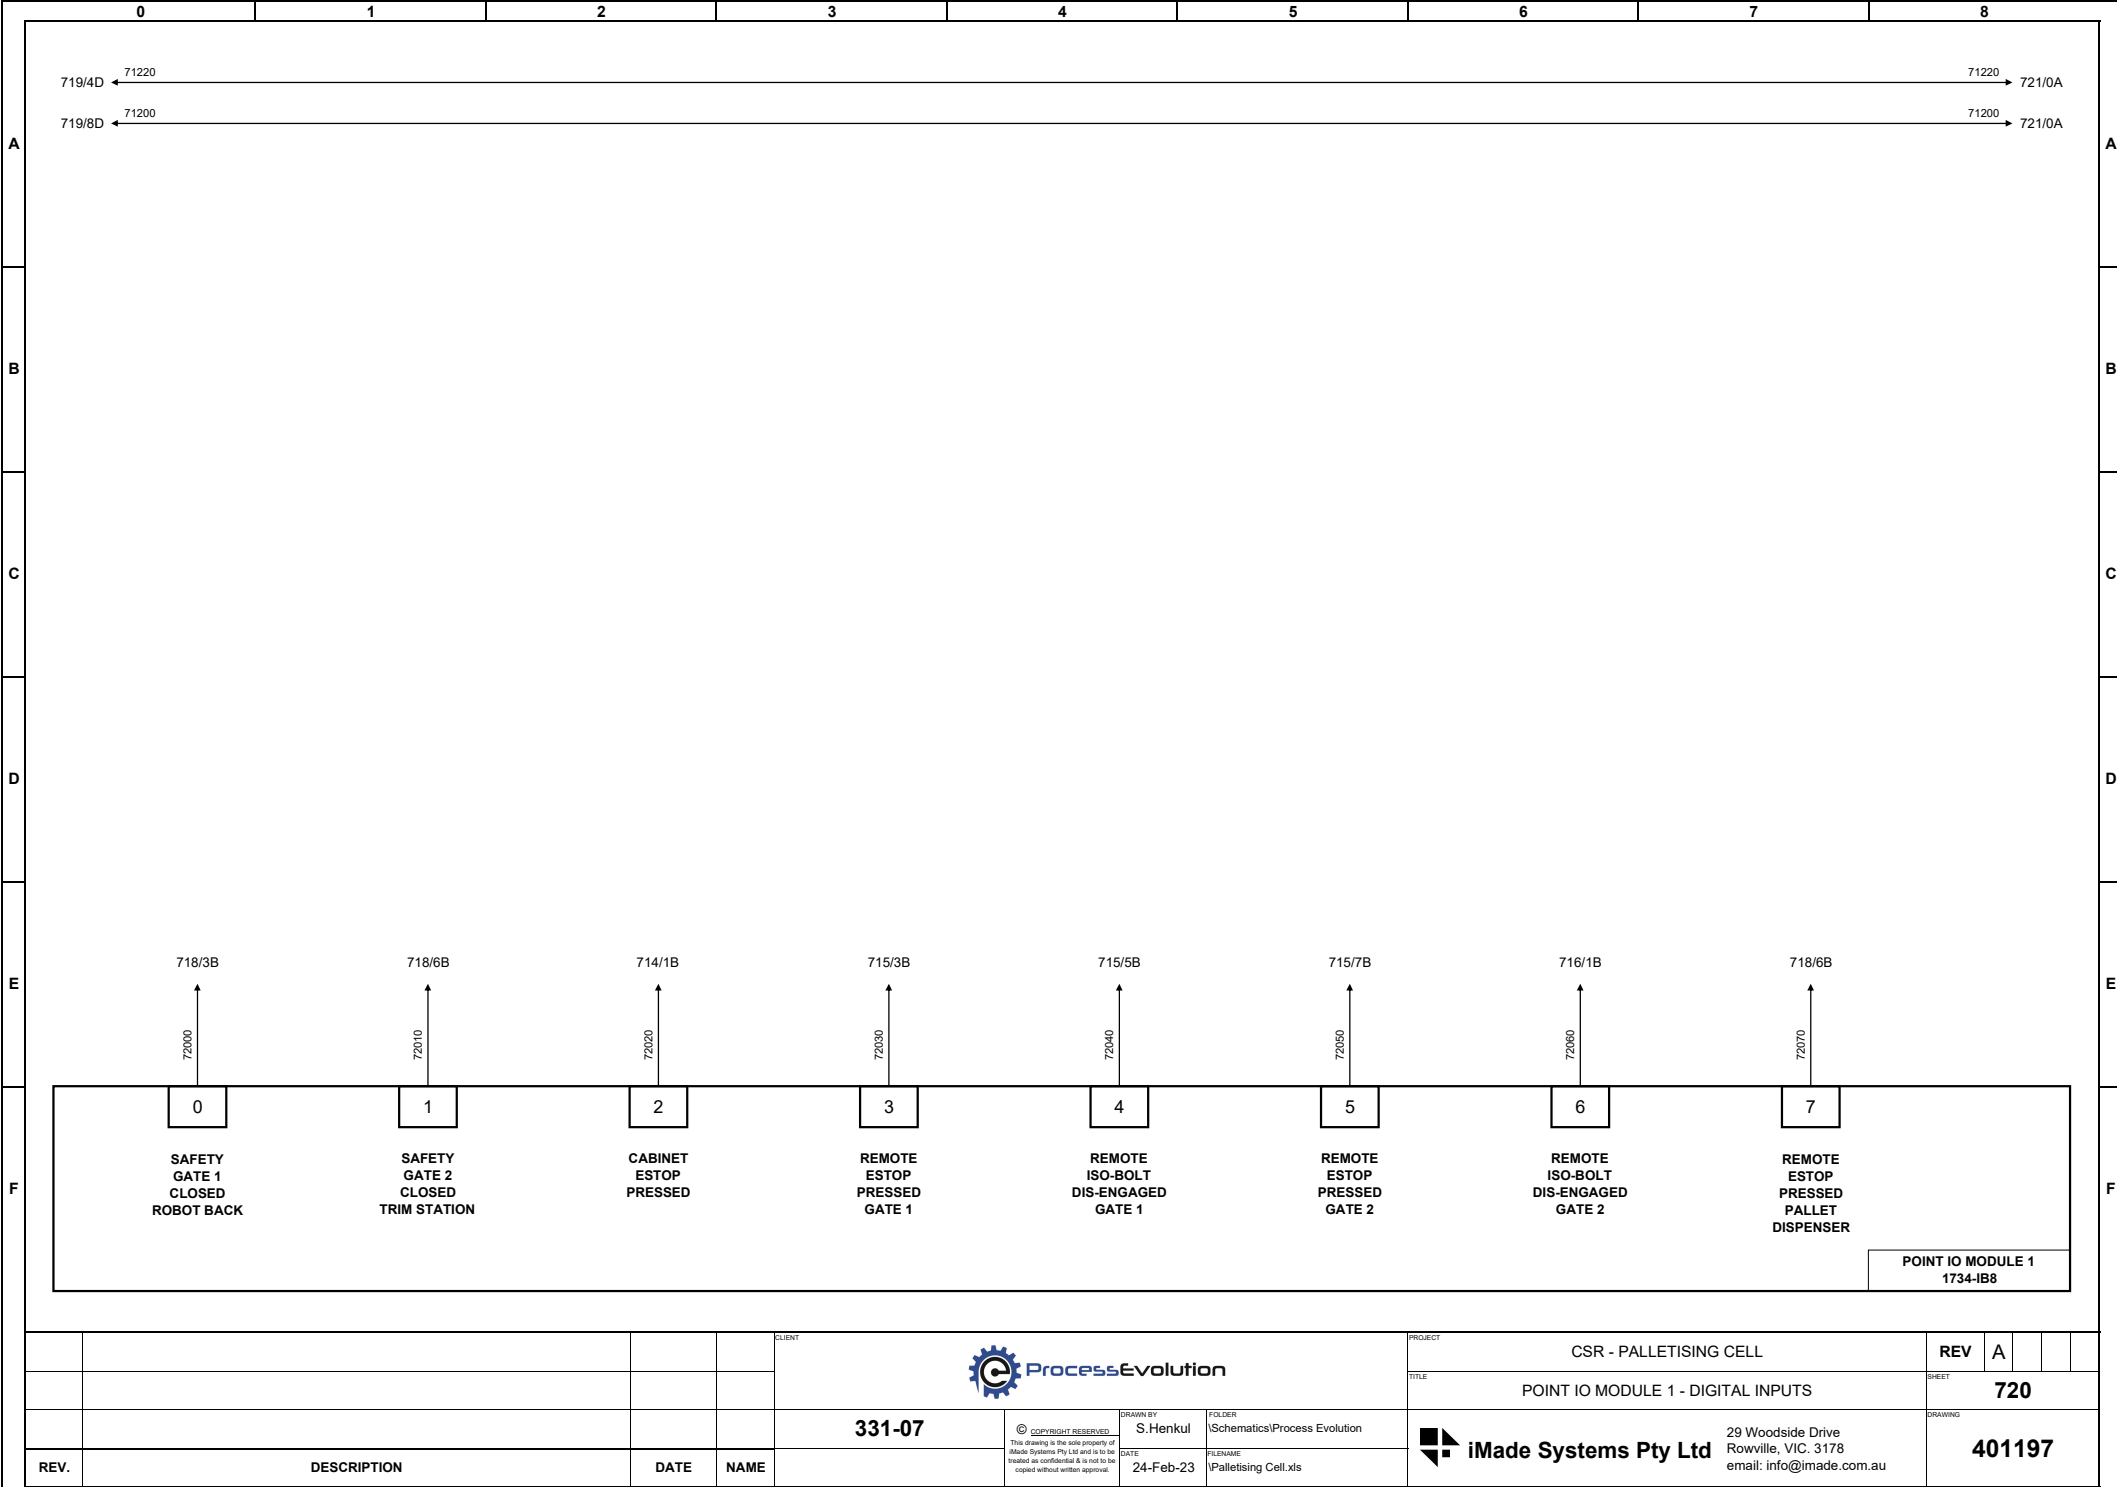 0 1 2 3 4 5 6 7 8
719/4D 71220 71220 721/0A
719/8D 71200 71200 721/0A
A A
B B
C C
D D
E E
F F
718/3B 718/6B 714/1B 715/3B 715/5B 715/7B 716/1B 718/6B
72000 72010 72020 72030 72040 72050 72060 72070
0 1 2 3 4 5 6 7
SAFETY
GATE 1
CLOSED
ROBOT BACK
SAFETY
GATE 2
CLOSED
TRIM STATION
CABINET
ESTOP
PRESSED
REMOTE
ESTOP
PRESSED
GATE 1
REMOTE
ISO-BOLT
DIS-ENGAGED
GATE 1
REMOTE
ESTOP
PRESSED
GATE 2
REMOTE
ISO-BOLT
DIS-ENGAGED
GATE 2
REMOTE
ESTOP
PRESSED
PALLET
DISPENSER
POINT IO MODULE 1
1734-IB8
REV. DESCRIPTION DATE NAME
CLIENT
ProcessEvolution
331-07
© COPYRIGHT RESERVED
This drawing is the sole property of
iMade Systems Pty Ltd and is to be
treated as confidential & is not to be
copied without written approval.
DRAWN BY
S.Henkul
DATE
24-Feb-23
FOLDER
\Schematics\Process Evolution
FILENAME
\Palletising Cell.xls
PROJECT
CSR - PALLETISING CELL
TITLE
POINT IO MODULE 1 - DIGITAL INPUTS
iMade Systems Pty Ltd
29 Woodside Drive
Rowville, VIC. 3178
email: info@imade.com.au
REV A
SHEET
720
DRAWING
401197